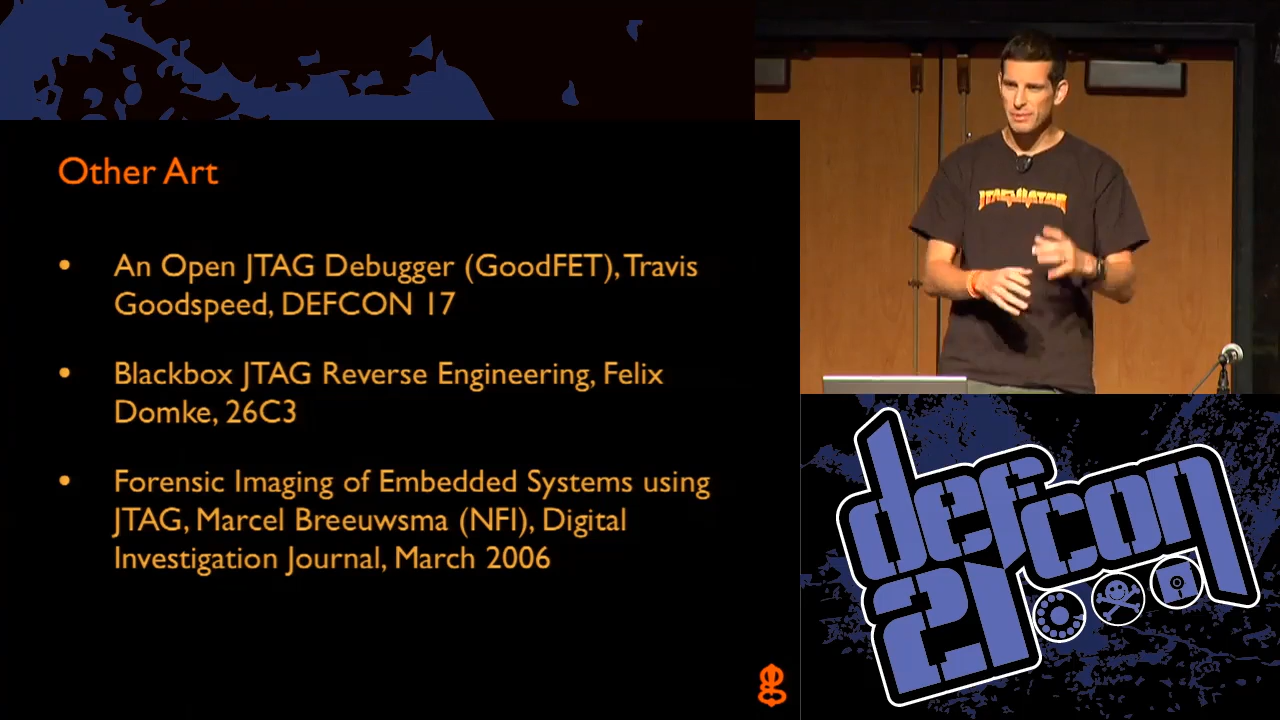 Other Art
• An Open JTAG Debugger (GoodFET), Travis
Goodspeed, DEFCON 17
• Blackbox JTAG Reverse Engineering, Felix
Domke, 26C3
• Forensic Imaging of Embedded Systems using
JTAG, Marcel Breeuwsma (NFI), Digital
Investigation Journal, March 2006
JTAGULATOR
defcon
21